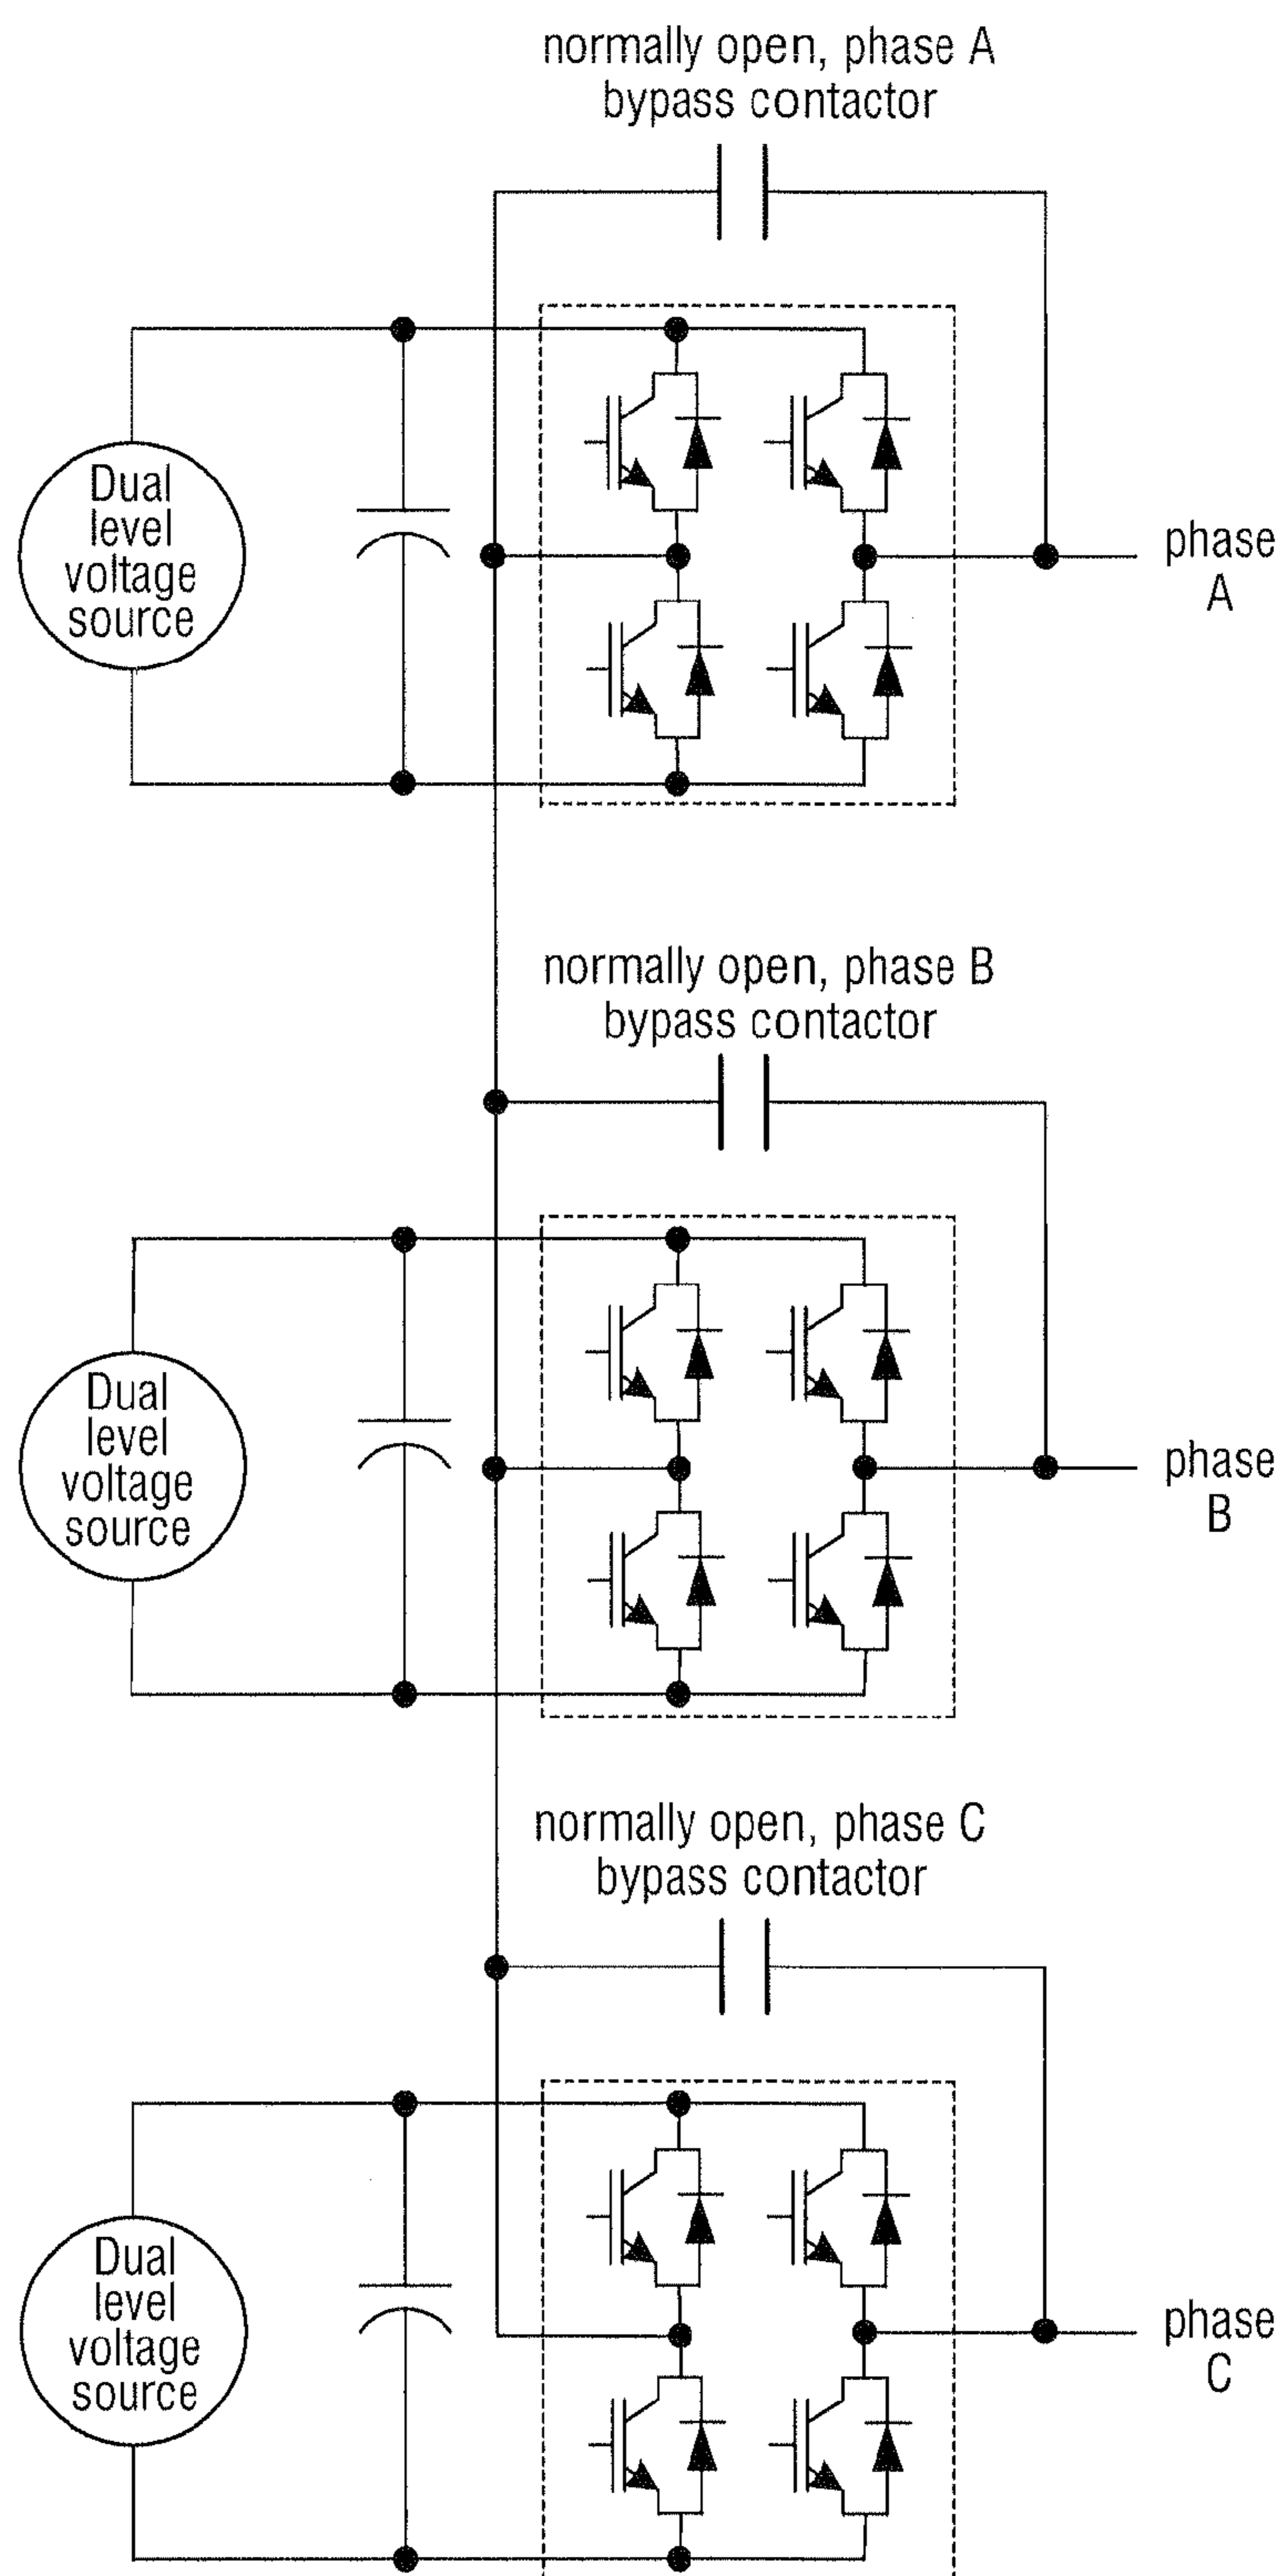 normally open, phase A
bypass contactor
Dual
level
voltage
source
phase
A
normally open, phase B
bypass contactor
Dual
level
voltage
source
phase
B
normally open, phase C
bypass contactor
Dual
level
voltage
source
phase
C